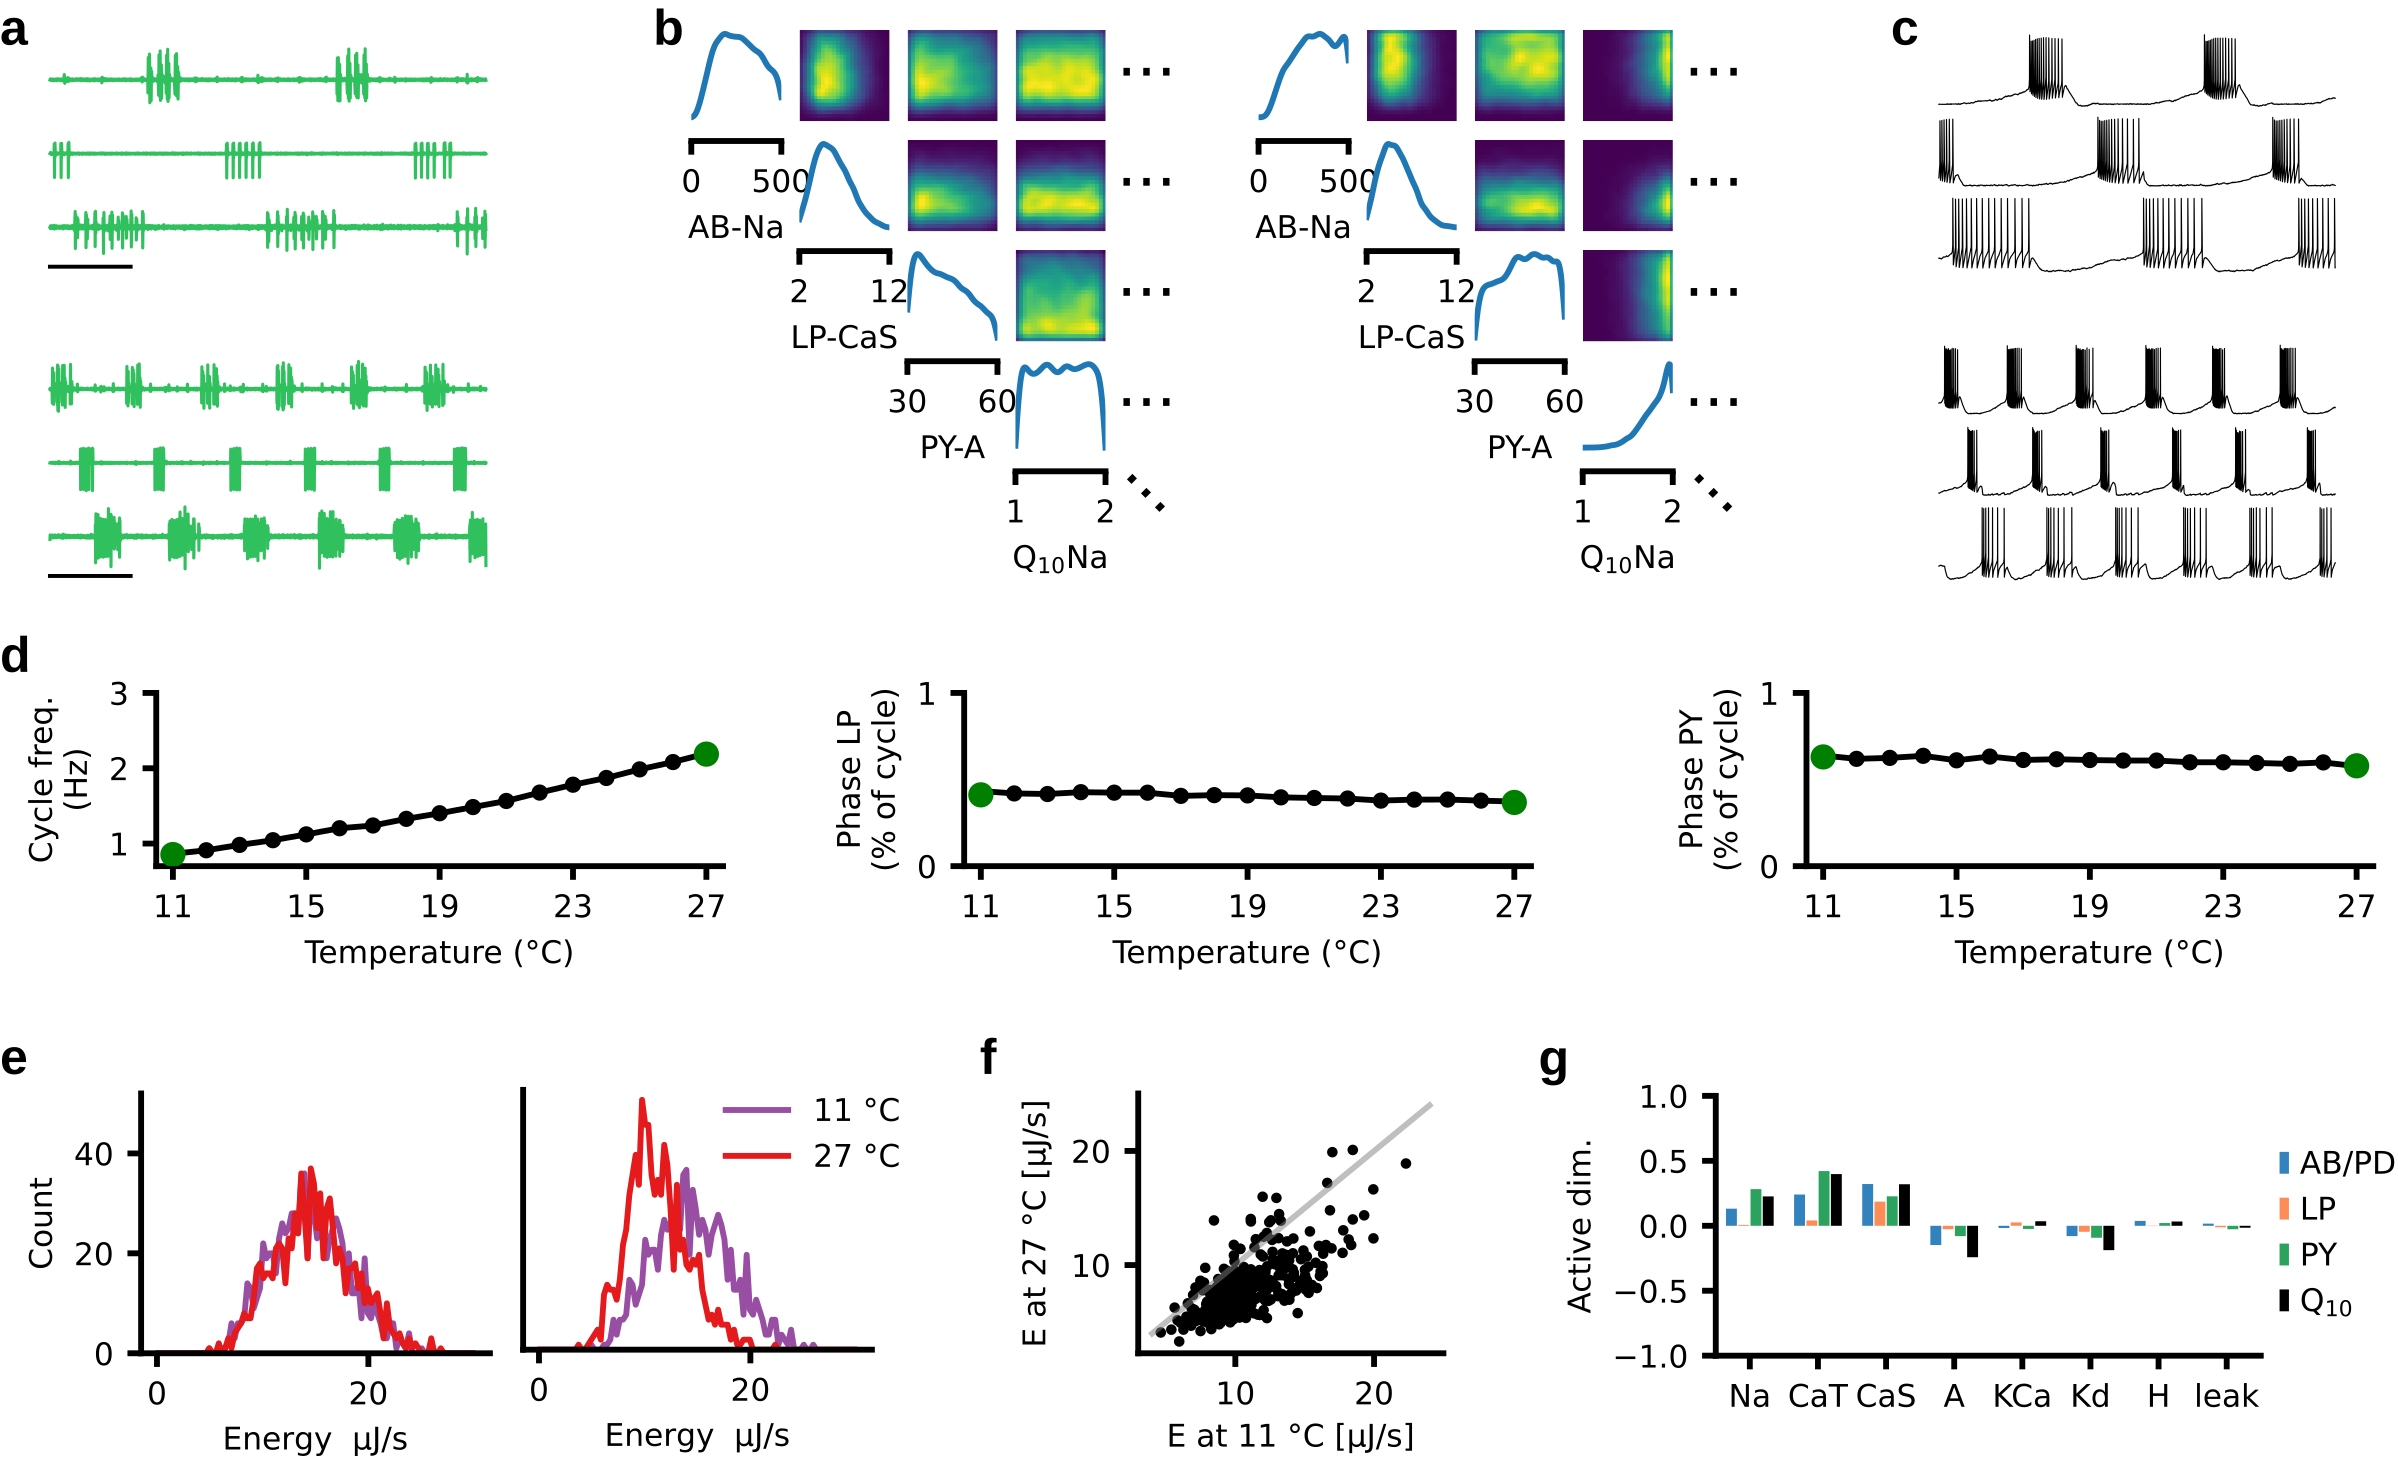 a
b
c
0 500
AB-Na
2 12
LP-CaS
30 60
PY-A
1 2
Q₁₀Na
0 500
AB-Na
2 12
LP-CaS
30 60
PY-A
1 2
Q₁₀Na
d
Cycle freq.
(Hz)
3
2
1
11 15 19 23 27
Temperature (°C)
Phase LP
(% of cycle)
1
0
11 15 19 23 27
Temperature (°C)
Phase PY
(% of cycle)
1
0
11 15 19 23 27
Temperature (°C)
e
Count
40
20
0
0 20
Energy µJ/s
11 °C
27 °C
0 20
Energy µJ/s
f
E at 27 °C [µJ/s]
20
10
10 20
E at 11 °C [µJ/s]
g
Active dim.
1.0
0.5
0.0
−0.5
−1.0
Na CaT CaS A KCa Kd H leak
AB/PD
LP
PY
Q₁₀